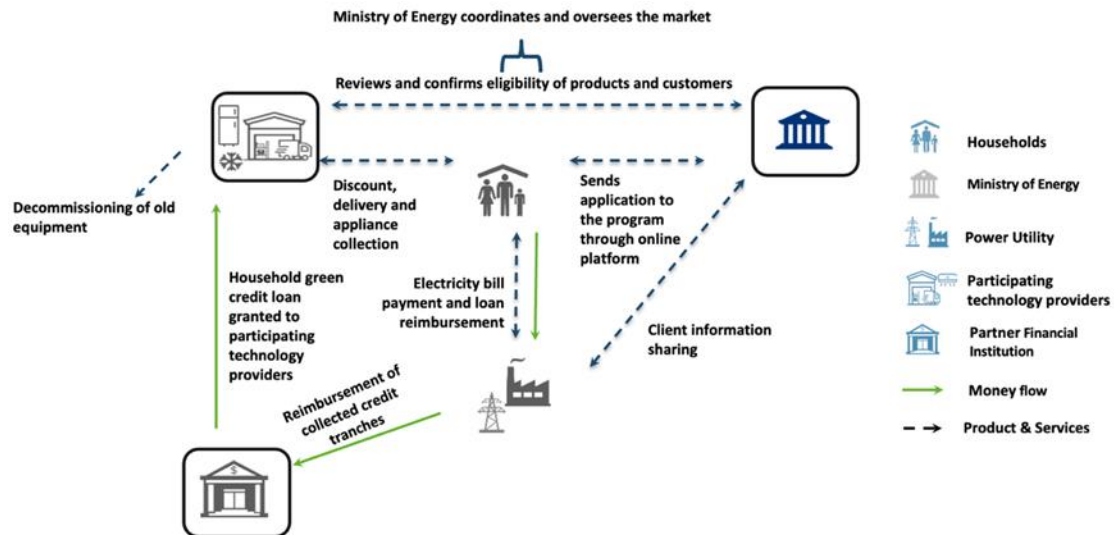 Ministry of Energy coordinates and oversees the market
Reviews and confirms eligibility of products and customers
Decommissioning of old
equipment
Discount,
delivery and
appliance
collection
Sends
application to
the program
through online
platform
Household green
credit loan
granted to
participating
technology
providers
Electricity bill
payment and loan
reimbursement
Client information
sharing
Reimbursement of
collected credit
tranches
$
Households
Ministry of Energy
Power Utility
Participating
technology providers
Partner Financial
Institution
Money flow
Product & Services